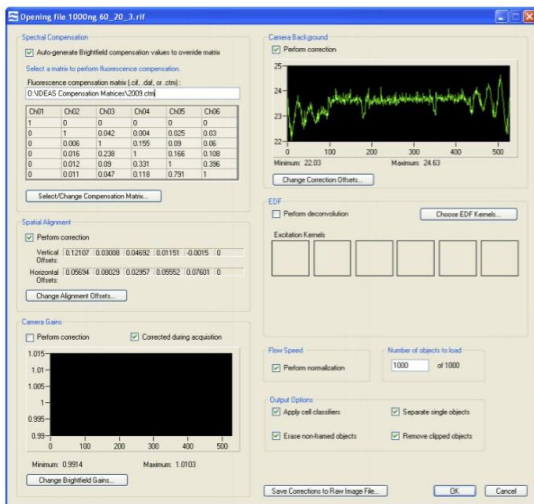 Opening file 1000ng 60_20_3.rif
Spectral Compensation
Auto-generate Brightfield compensation values to override matrix
Select a matrix to perform fluorescence compensation.
Fluorescence compensation matrix (.cif, .daf, or .ctm) :
O:\IDEAS Compensation Matrices\2009.ctm
Ch01 Ch02 Ch03 Ch04 Ch05 Ch06
1 0 0 0 0 0
0 1 0.042 0.004 0.025 0.03
0 0.006 1 0.155 0.09 0.06
0 0.016 0.238 1 0.166 0.108
0 0.012 0.09 0.331 1 0.396
0 0.011 0.047 0.118 0.791 1
Select/Change Compensation Matrix...
Spatial Alignment
Perform correction
Vertical Offsets: 0.12107 0.03008 0.04692 0.01151 -0.0015 0
Horizontal Offsets: 0.05694 0.08029 0.02957 0.05552 0.07601 0
Change Alignment Offsets...
Camera Gains
Perform correction
Corrected during acquisition
1.015
1.01
1.005
1
0.995
0.99
0 100 200 300 400 500
Minimum: 0.9914 Maximum: 1.0103
Change Brightfield Gains...
Camera Background
Perform correction
25
24
23
22
0 100 200 300 400 500
Minimum: 22.03 Maximum: 24.63
Change Correction Offsets...
EDF
Perform deconvolution
Choose EDF Kernels...
Excitation Kernels
Flow Speed
Perform normalization
Number of objects to load
1000 of 1000
Output Options
Apply cell classifiers
Separate single objects
Erase non-framed objects
Remove clipped objects
Save Corrections to Raw Image File...
OK
Cancel